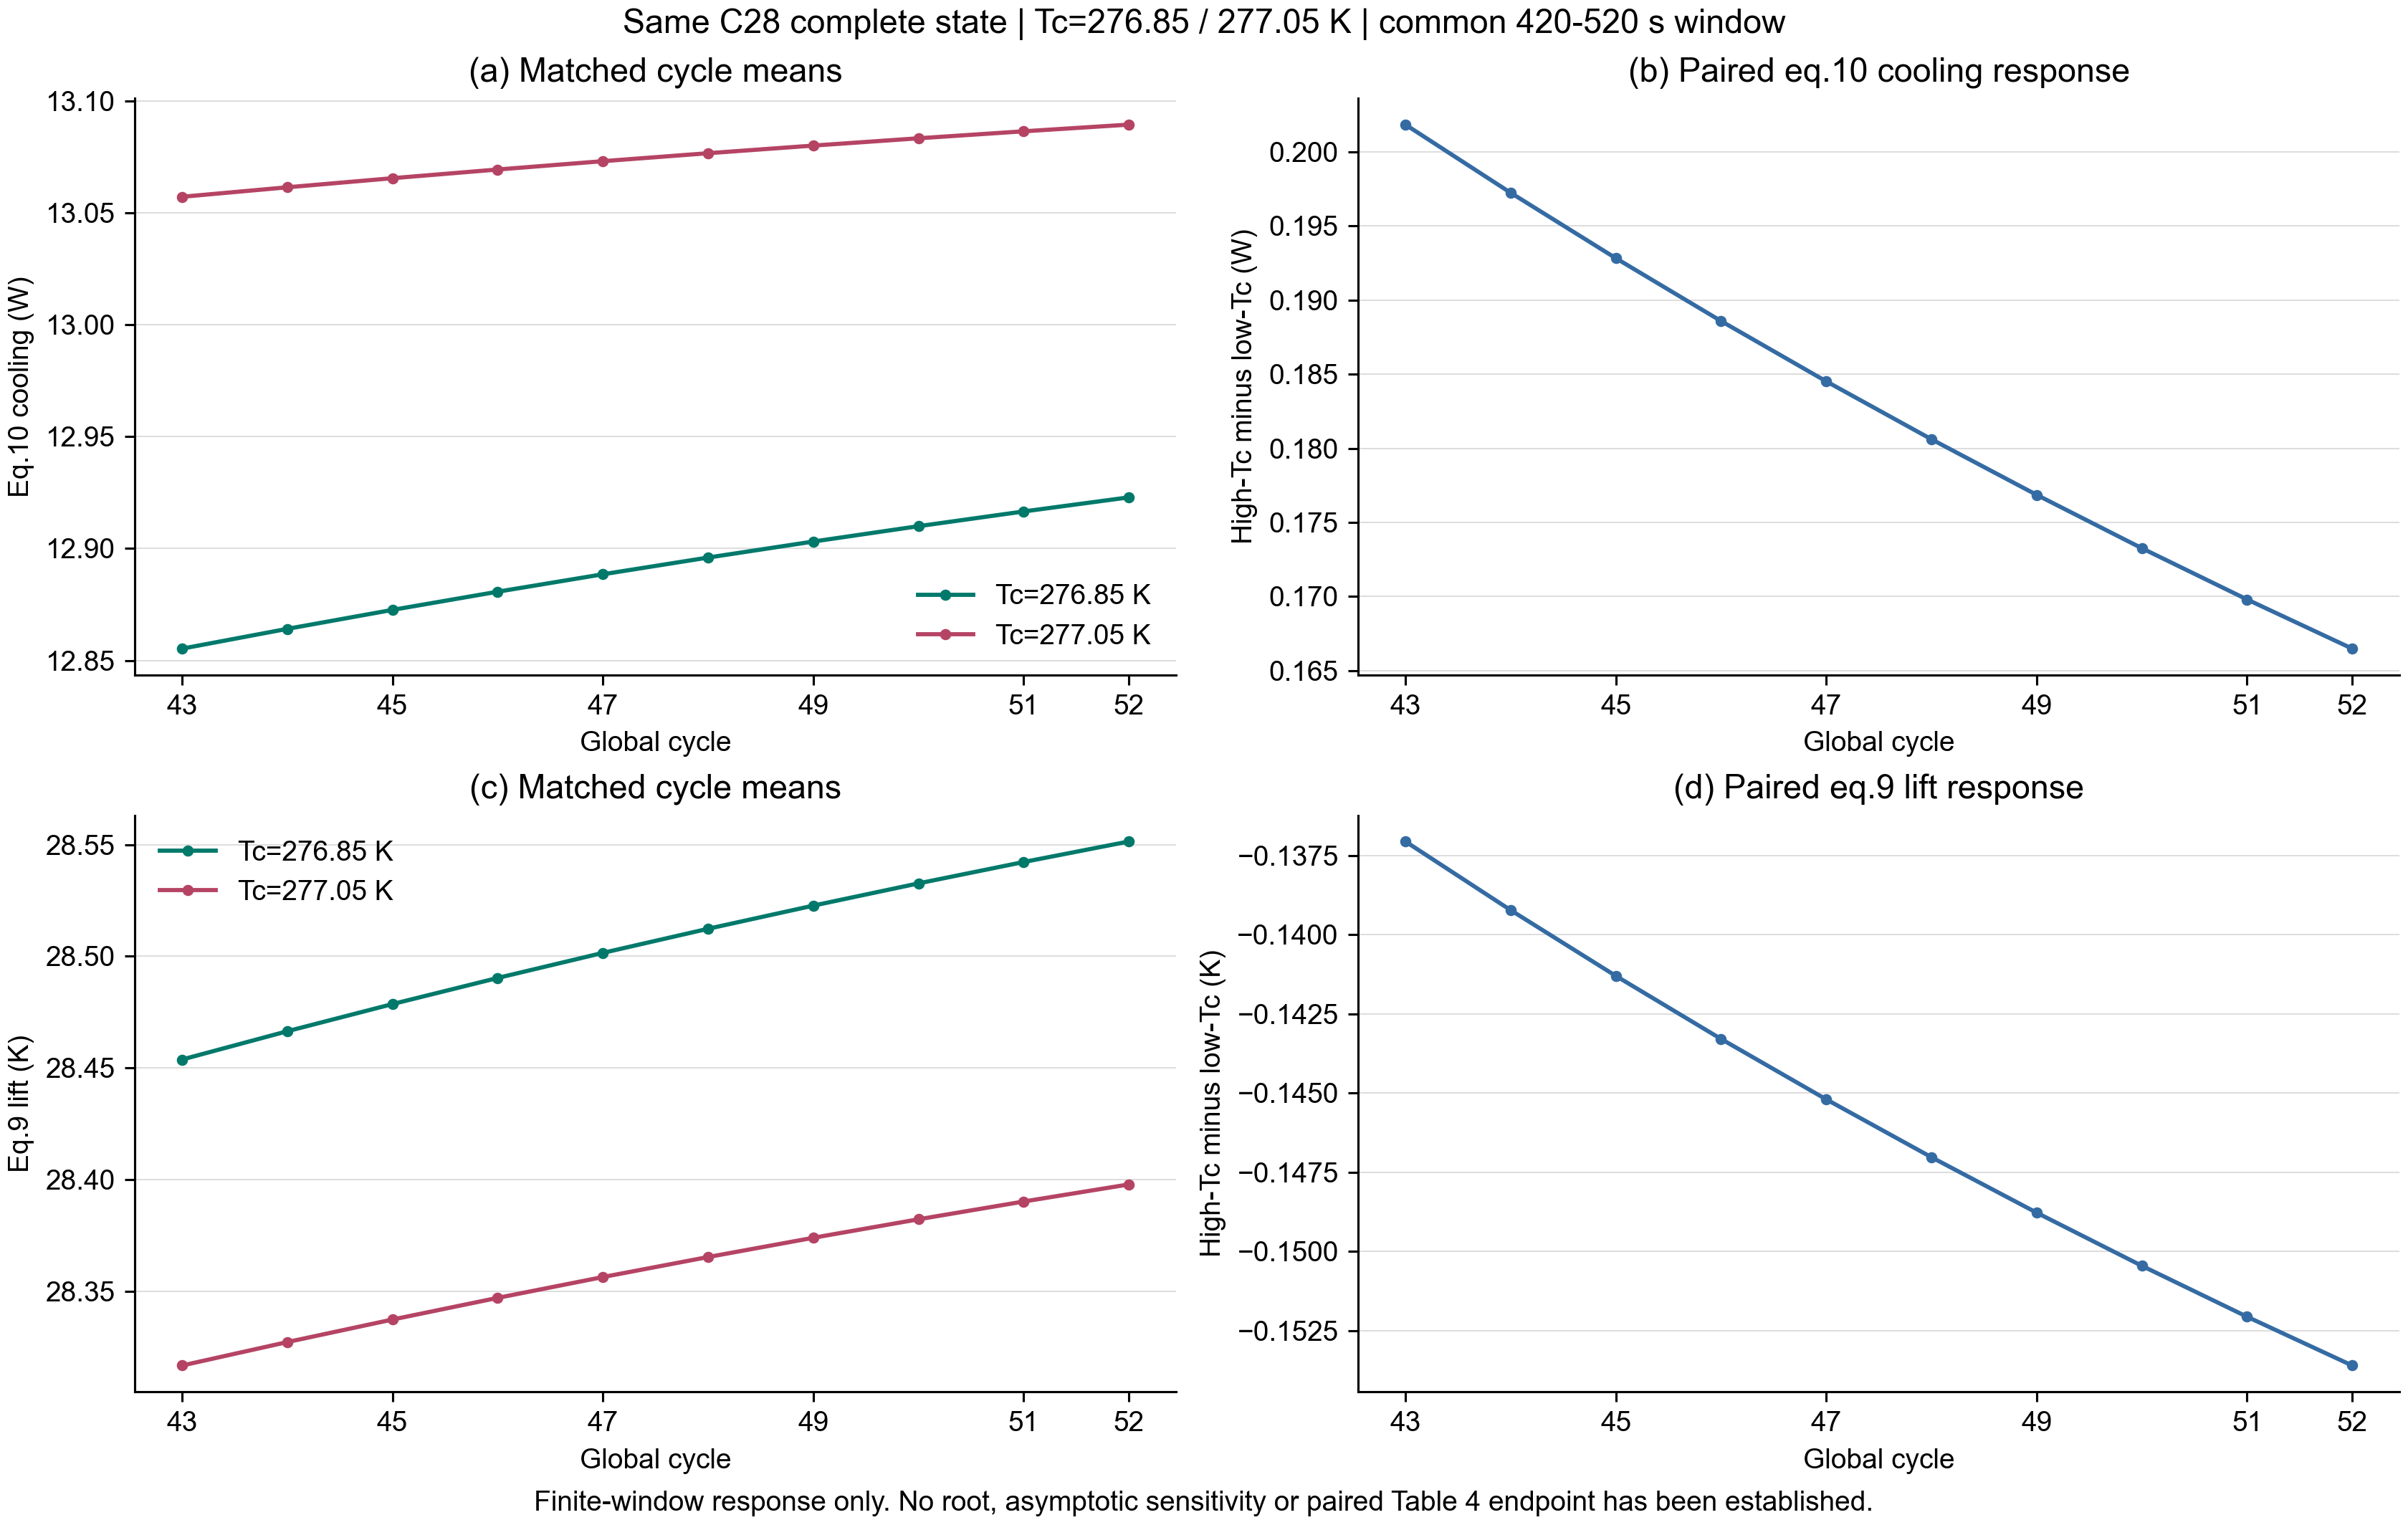 Same C28 complete state | Tc=276.85 / 277.05 K | common 420-520 s window
(a) Matched cycle means
13.10
13.05
13.00
12.95
12.90
12.85
Eq.10 cooling (W)
Tc=276.85 K
Tc=277.05 K
43
45
47
49
51
52
Global cycle
(b) Paired eq.10 cooling response
0.200
0.195
0.190
0.185
0.180
0.175
0.170
0.165
High-Tc minus low-Tc (W)
43
45
47
49
51
52
Global cycle
(c) Matched cycle means
28.55
28.50
28.45
28.40
28.35
Eq.9 lift (K)
Tc=276.85 K
Tc=277.05 K
43
45
47
49
51
52
Global cycle
(d) Paired eq.9 lift response
−0.1375
−0.1400
−0.1425
−0.1450
−0.1475
−0.1500
−0.1525
High-Tc minus low-Tc (K)
43
45
47
49
51
52
Global cycle
Finite-window response only. No root, asymptotic sensitivity or paired Table 4 endpoint has been established.